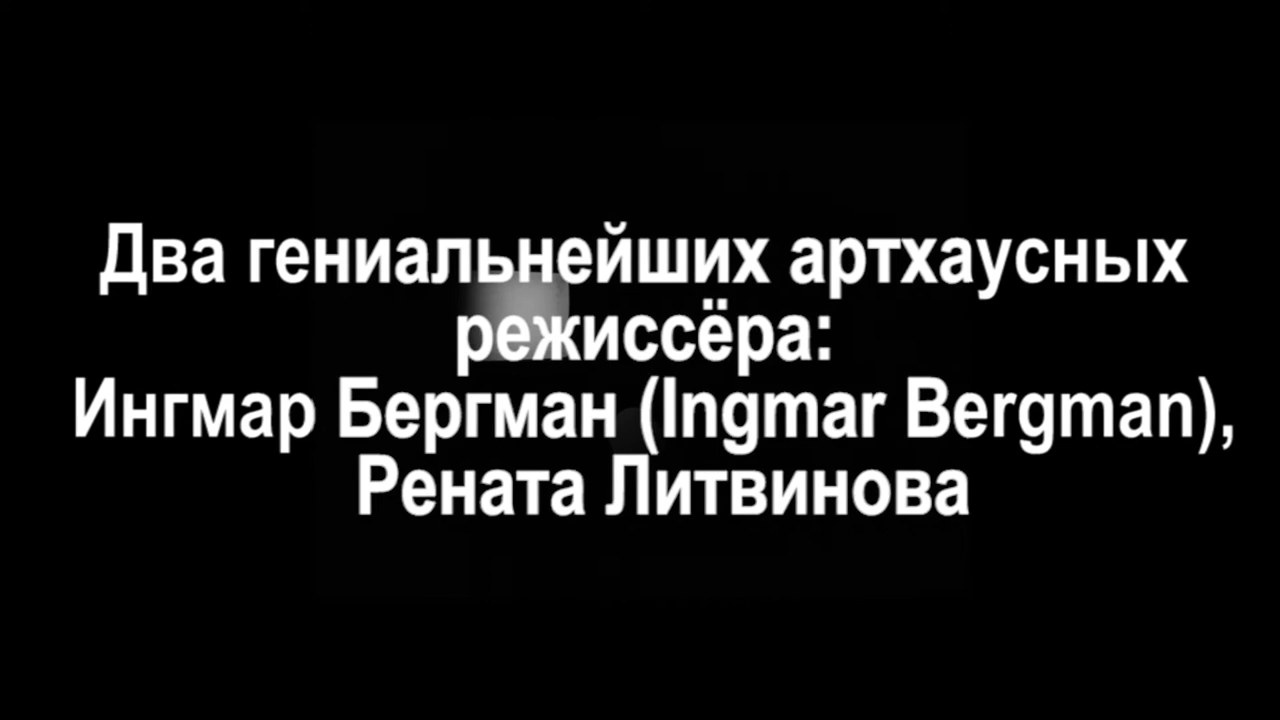 Два гениальнейших артхаусных
режиссёра:
Ингмар Бергман (Ingmar Bergman),
Рената Литвинова